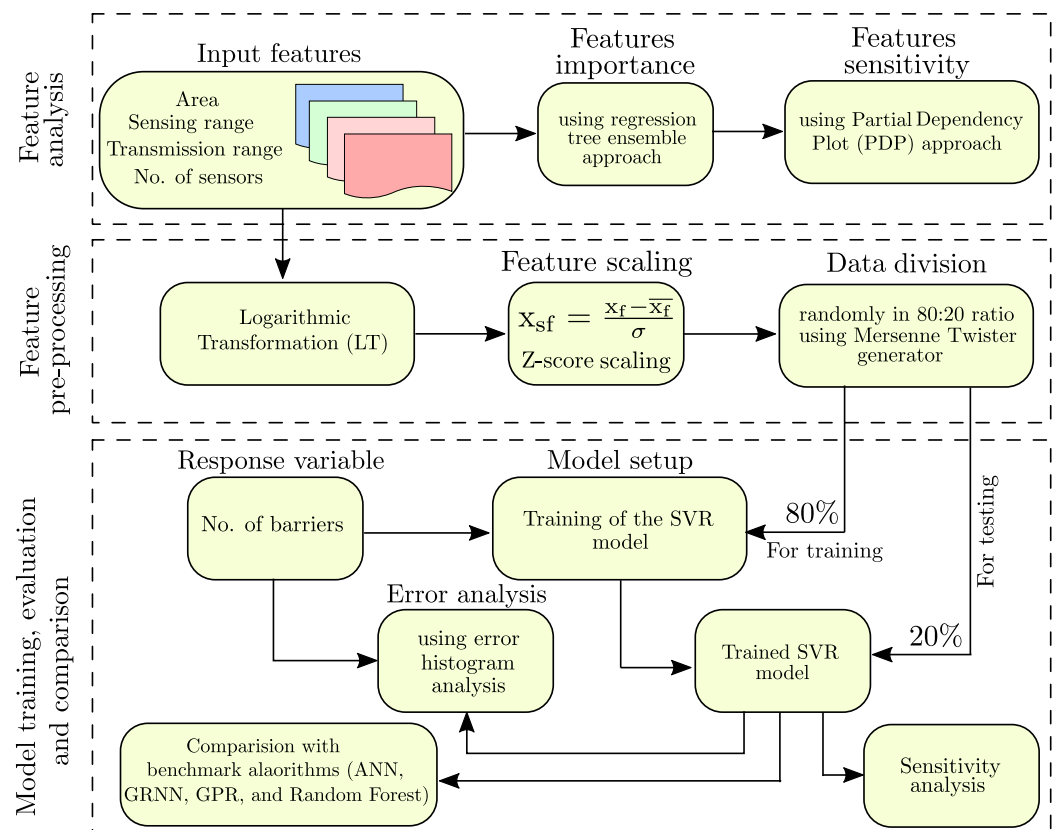 Feature
analysis
Input features
Area
Sensing range
Transmission range
No. of sensors
Features
importance
using regression
tree ensemble
approach
Features
sensitivity
using Partial Dependency
Plot (PDP) approach
Feature
pre-processing
Logarithmic
Transformation (LT)
Feature scaling
x_sf = (x_f − x̅_f) / σ
Z-score scaling
Data division
randomly in 80:20 ratio
using Mersenne Twister
generator
Model training, evaluation
and comparison
Response variable
No. of barriers
Model setup
Training of the SVR
model
80%
For training
For testing
Error analysis
using error
histogram
analysis
Trained SVR
model
20%
Comparision with
benchmark alaorithms (ANN,
GRNN, GPR, and Random Forest)
Sensitivity
analysis